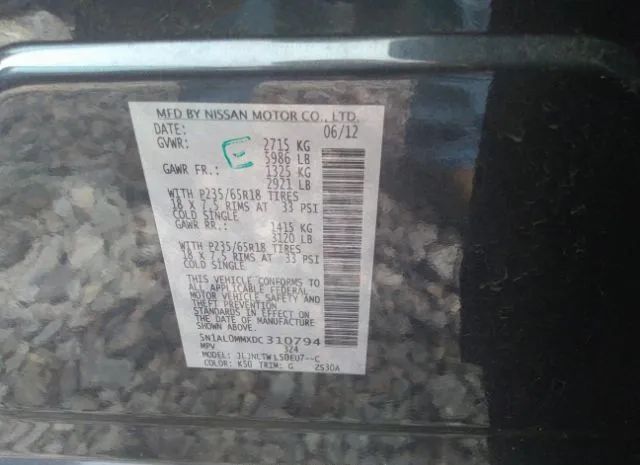 MFD BY NISSAN MOTOR CO., LTD.
DATE: 06/12
GVWR: 2715 KG
5986 LB
GAWR FR.: 1325 KG
2921 LB
WITH P235/65R18 TIRES
18 X 7.5 RIMS AT 33 PSI
COLD SINGLE
GAWR RR.: 1415 KG
3120 LB
WITH P235/65R18 TIRES
18 X 7.5 RIMS AT 33 PSI
COLD SINGLE
THIS VEHICLE CONFORMS TO
ALL APPLICABLE FEDERAL
MOTOR VEHICLE SAFETY AND
THEFT PREVENTION
STANDARDS IN EFFECT ON
THE DATE OF MANUFACTURE
SHOWN ABOVE.
5N1AL0MMXDC310794
MPV 324
MODEL: JLJNLTWL50EU7--C
COLOR: K50 TRIM: G 2530A
E